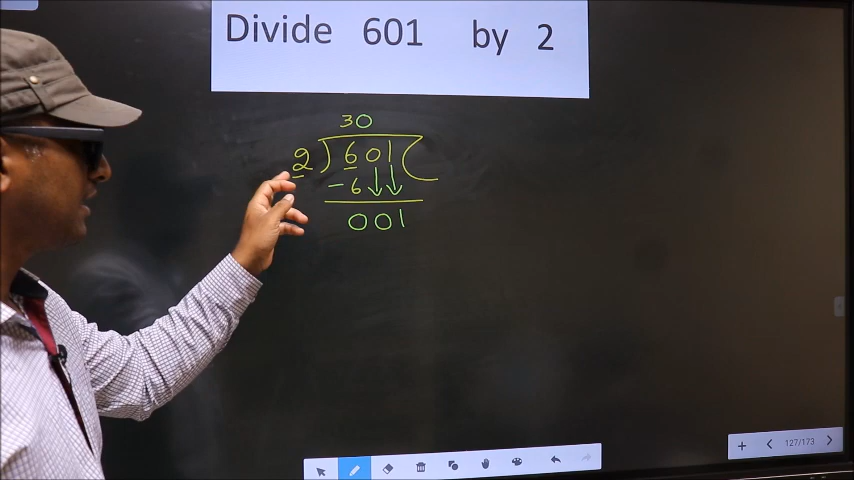 Divide 601 by 2
30
2 ) 601 (
- 6 ↓ ↓
001
127/173